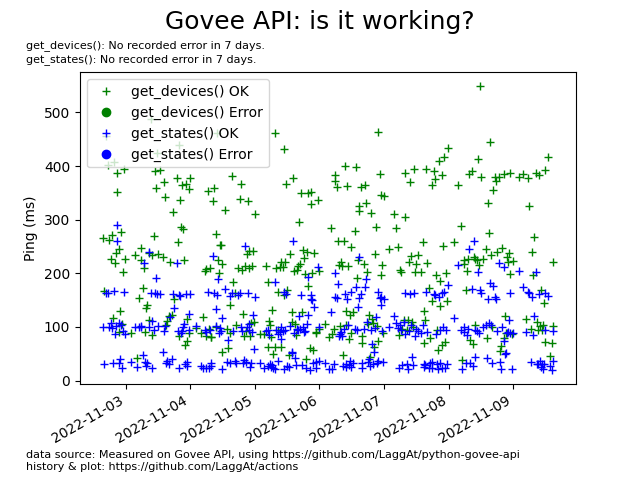 Govee API: is it working?
get_devices(): No recorded error in 7 days.
get_states(): No recorded error in 7 days.
get_devices() OK
get_devices() Error
get_states() OK
get_states() Error
Ping (ms)
500
400
300
200
100
0
2022-11-03
2022-11-04
2022-11-05
2022-11-06
2022-11-07
2022-11-08
2022-11-09
data source: Measured on Govee API, using https://github.com/LaggAt/python-govee-api
history & plot: https://github.com/LaggAt/actions